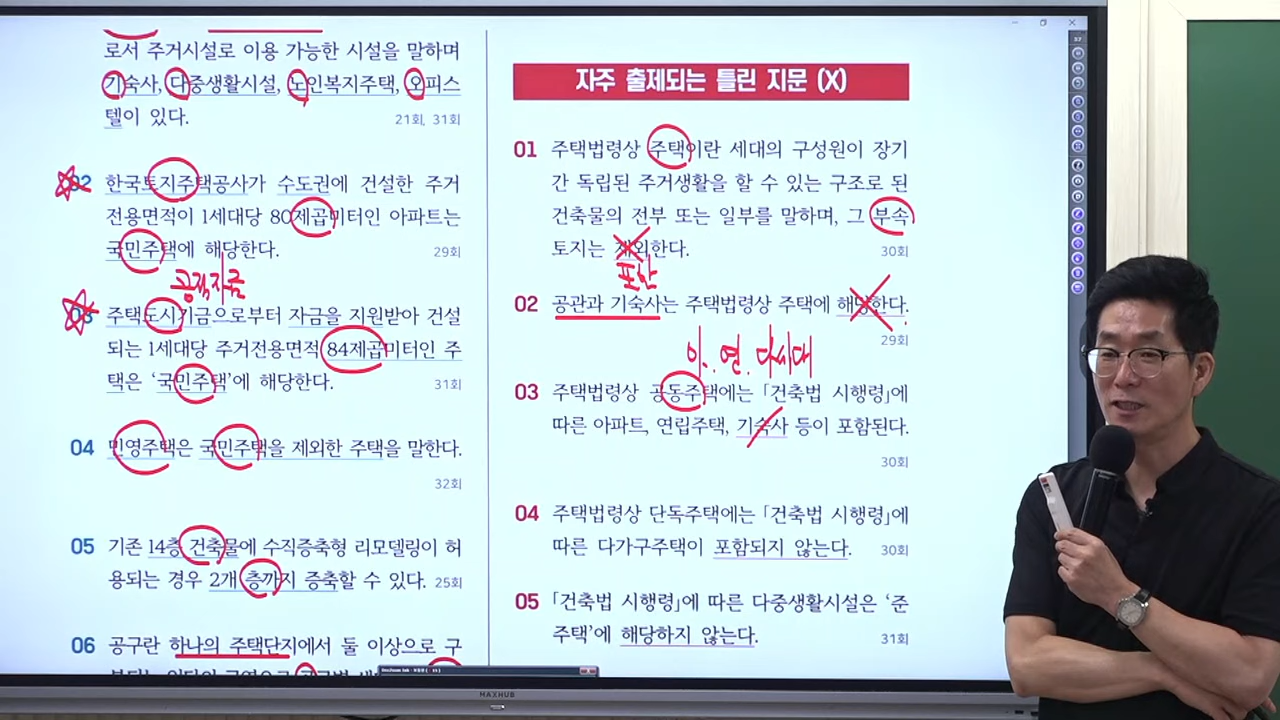 로서 주거시설로 이용 가능한 시설을 말하며
기숙사, 다중생활시설, 노인복지주택, 오피스
텔이 있다. 21회, 31회
02 한국토지주택공사가 수도권에 건설한 주거
전용면적이 1세대당 80제곱미터인 아파트는
국민주택에 해당한다. 29회
공적자금
03 주택도시기금으로부터 자금을 지원받아 건설
되는 1세대당 주거전용면적 84제곱미터인 주
택은 ‘국민주택’에 해당한다. 31회
04 민영주택은 국민주택을 제외한 주택을 말한다.
32회
05 기존 14층 건축물에 수직증축형 리모델링이 허
용되는 경우 2개 층까지 증축할 수 있다. 25회
06 공구란 하나의 주택단지에서 둘 이상으로 구
자주 출제되는 틀린 지문 (X)
01 주택법령상 주택이란 세대의 구성원이 장기
간 독립된 주거생활을 할 수 있는 구조로 된
건축물의 전부 또는 일부를 말하며, 그 부속
토지는 제외한다. 30회
포함
02 공관과 기숙사는 주택법령상 주택에 해당한다.
29회
아. 연. 다세대
03 주택법령상 공동주택에는 「건축법 시행령」에
따른 아파트, 연립주택, 기숙사 등이 포함된다.
30회
04 주택법령상 단독주택에는 「건축법 시행령」에
따른 다가구주택이 포함되지 않는다. 30회
05 「건축법 시행령」에 따른 다중생활시설은 ‘준
주택’에 해당하지 않는다. 31회
MAXHUB